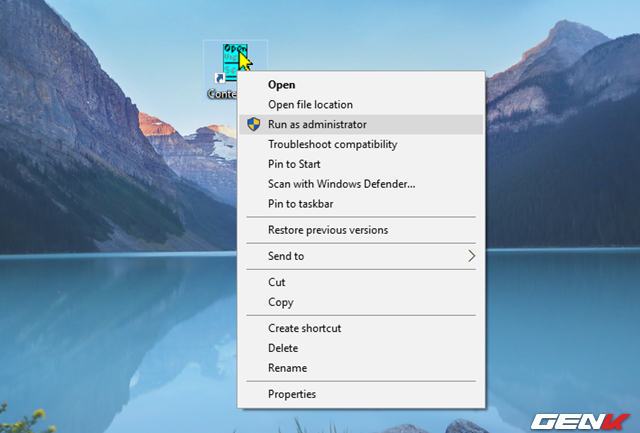 Open
Open
Open file location
Run as administrator
Troubleshoot compatibility
Pin to Start
Scan with Windows Defender...
Pin to taskbar
Restore previous versions
Send to
Cut
Copy
Create shortcut
Delete
Rename
Properties
GENK